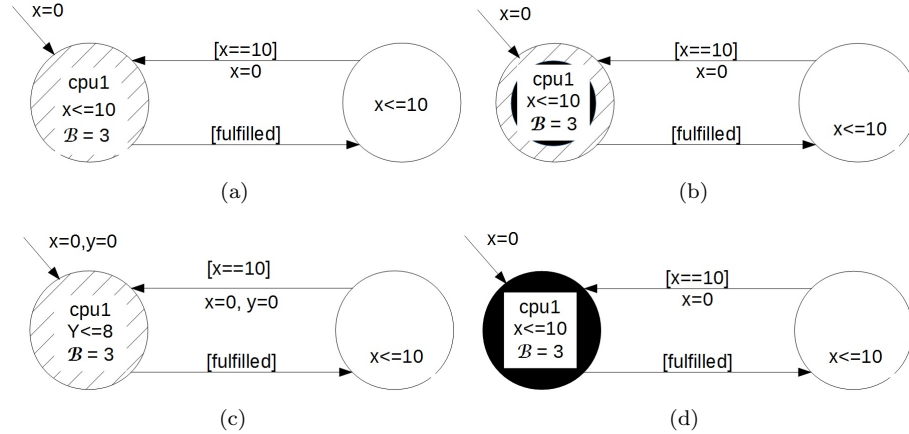 x=0
[x==10]
x=0
cpu1
x<=10
ℬ = 3
x<=10
[fulfilled]
(a)
x=0
[x==10]
x=0
cpu1
x<=10
ℬ = 3
x<=10
[fulfilled]
(b)
x=0,y=0
[x==10]
x=0, y=0
cpu1
Y<=8
ℬ = 3
x<=10
[fulfilled]
(c)
x=0
[x==10]
x=0
cpu1
x<=10
ℬ = 3
x<=10
[fulfilled]
(d)